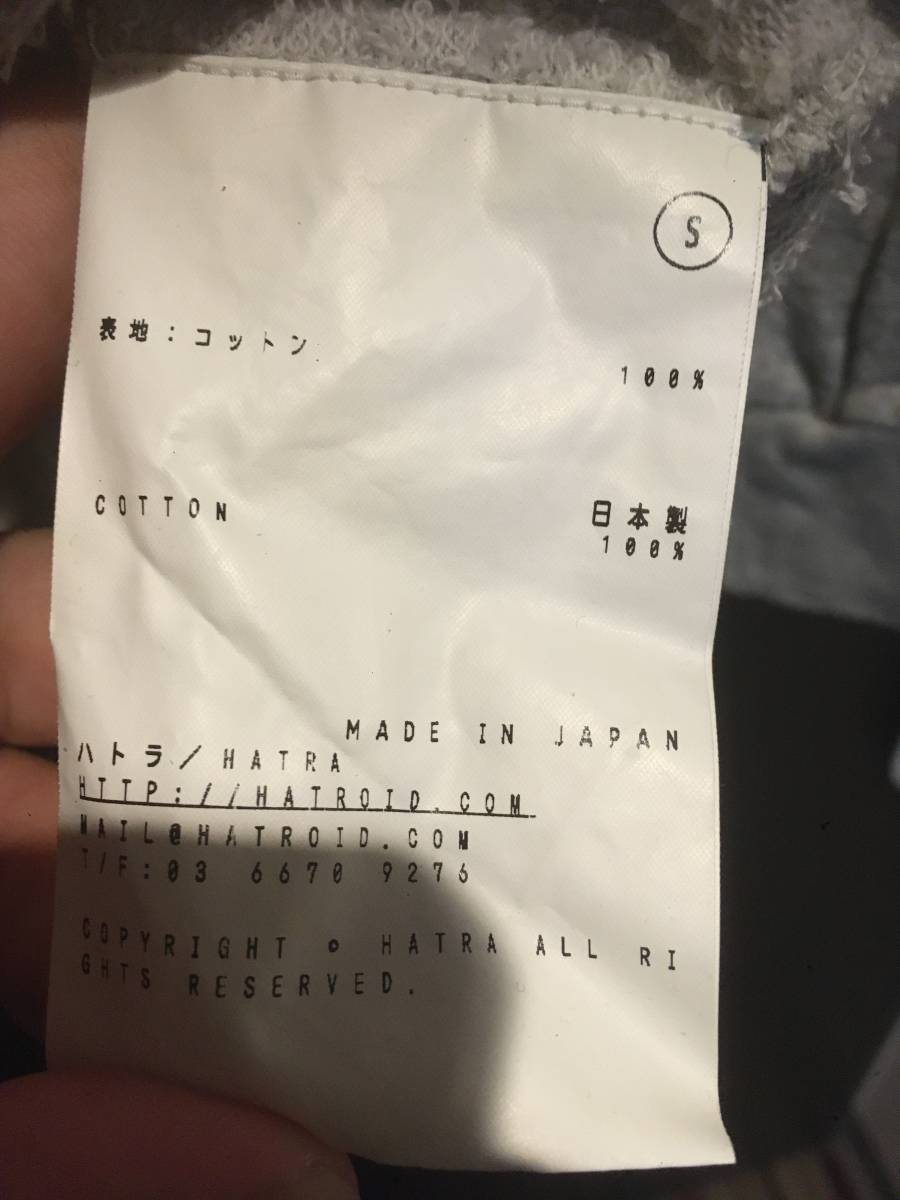 S
表地:コットン
100%
COTTON
日本製
100%
MADE IN JAPAN
ハトラ/HATRA
HTTP://HATROID.COM
MAIL@HATROID.COM
T/F:03 6670 9276
COPYRIGHT © HATRA ALL RI
GHTS RESERVED.